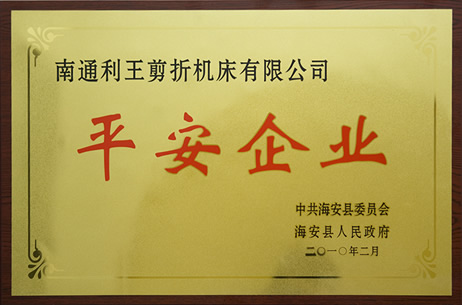 南通利王剪折机床有限公司
平安企业
中共海安县委员会
海安县人民政府
二〇一〇年二月